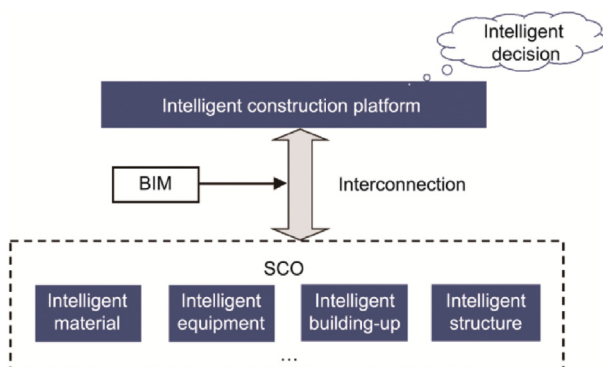 Intelligent
decision
Intelligent construction platform
BIM
Interconnection
SCO
Intelligent
material
Intelligent
equipment
Intelligent
building-up
Intelligent
structure
...